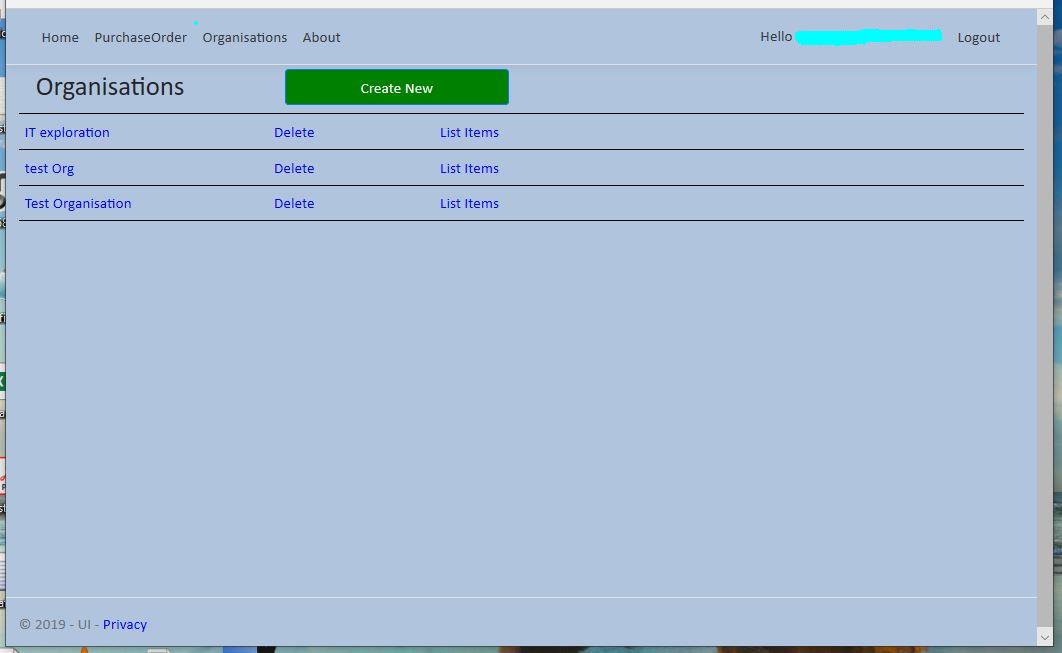 Home PurchaseOrder Organisations About Hello Logout
Organisations Create New
IT exploration Delete List Items
test Org Delete List Items
Test Organisation Delete List Items
© 2019 - UI - Privacy